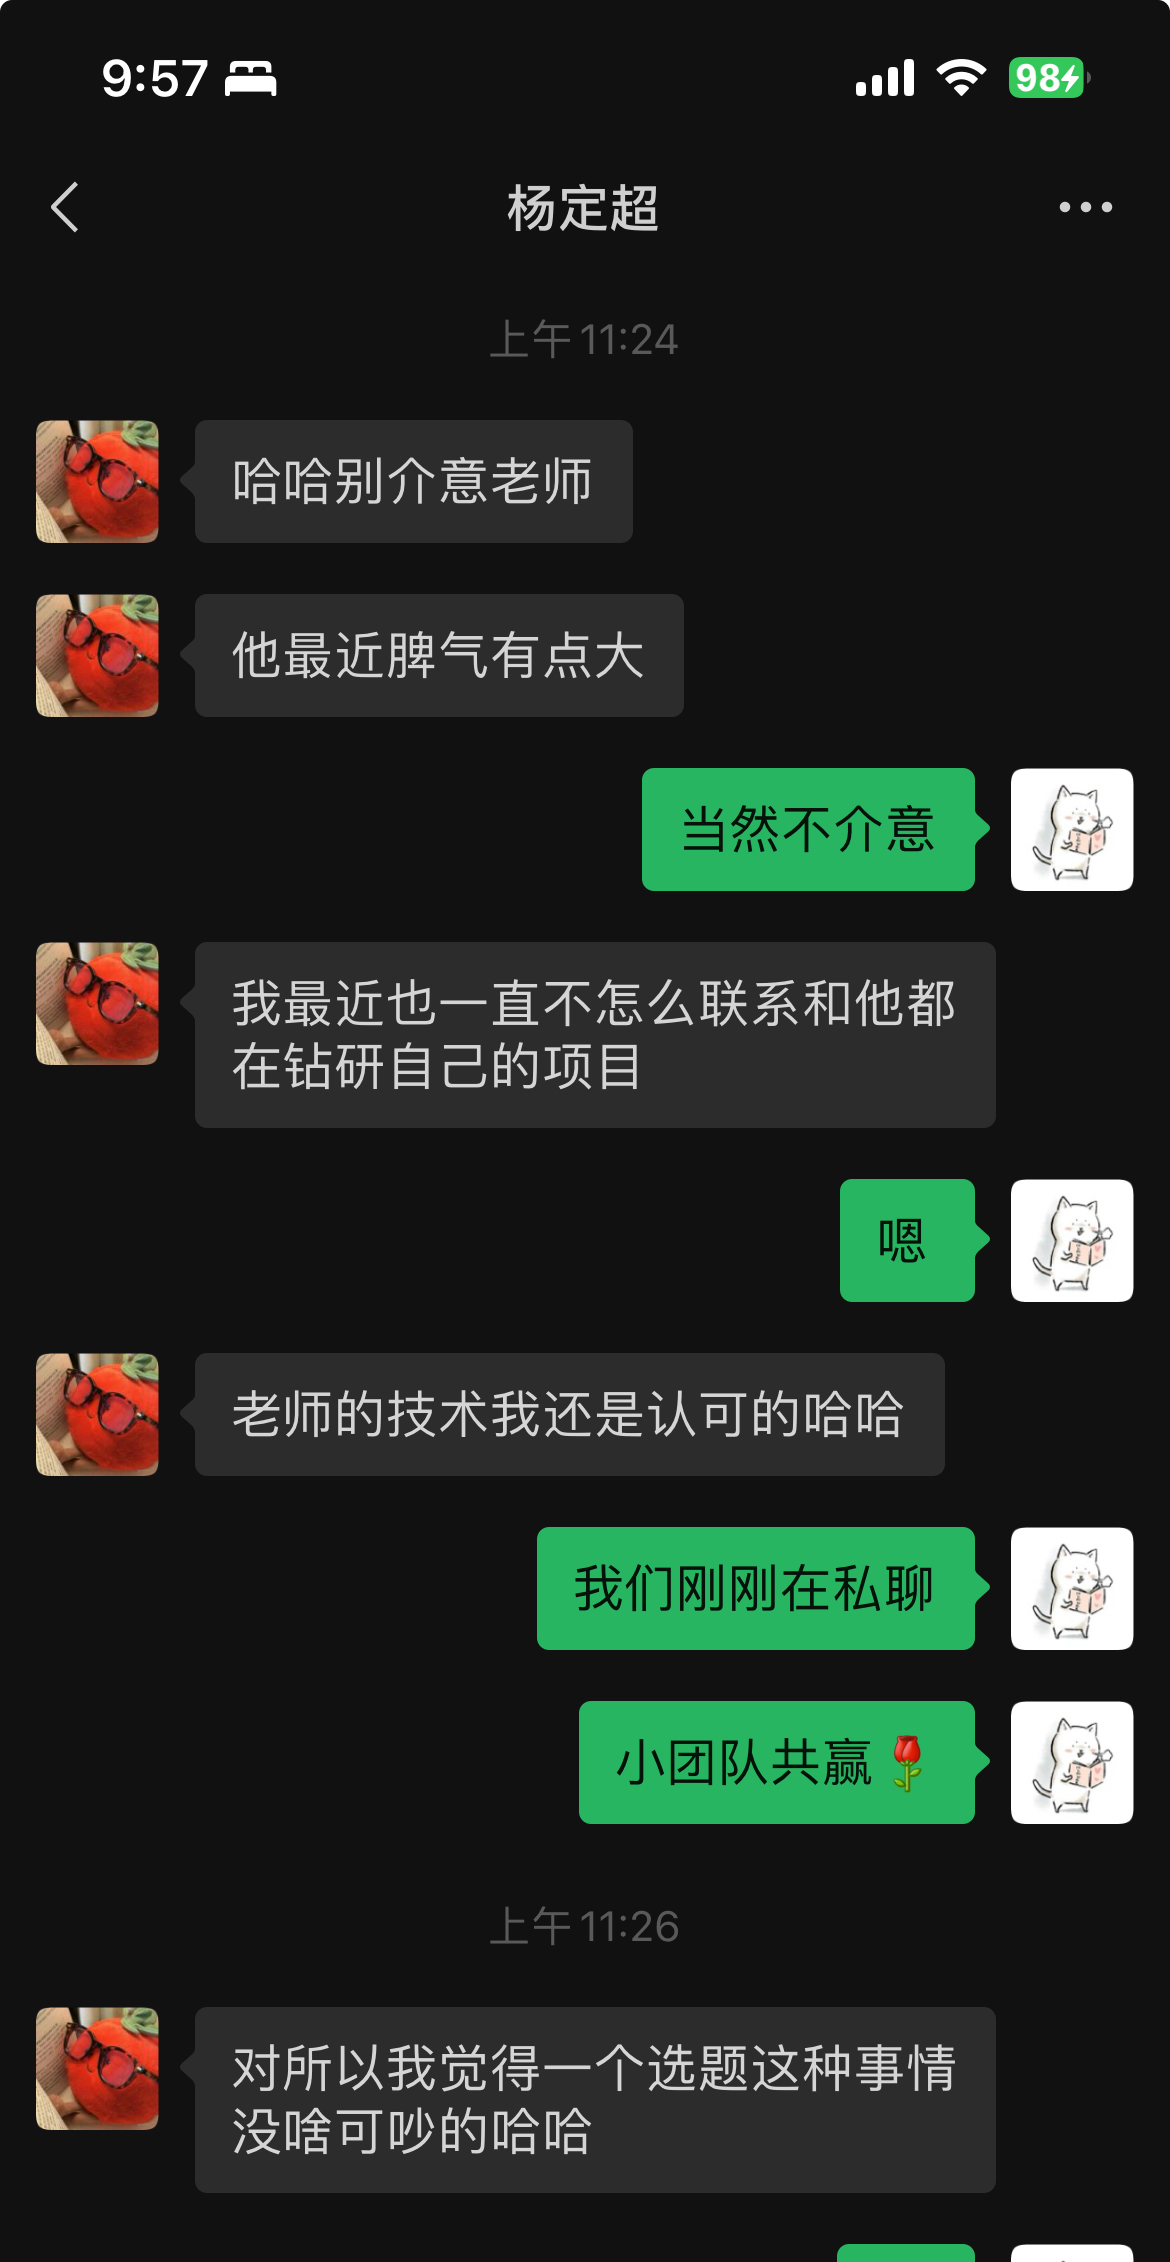 9:57
98
杨定超
上午 11:24
哈哈别介意老师
他最近脾气有点大
当然不介意
我最近也一直不怎么联系和他都
在钻研自己的项目
嗯
老师的技术我还是认可的哈哈
我们刚刚在私聊
小团队共赢🌹
上午 11:26
对所以我觉得一个选题这种事情
没啥可吵的哈哈